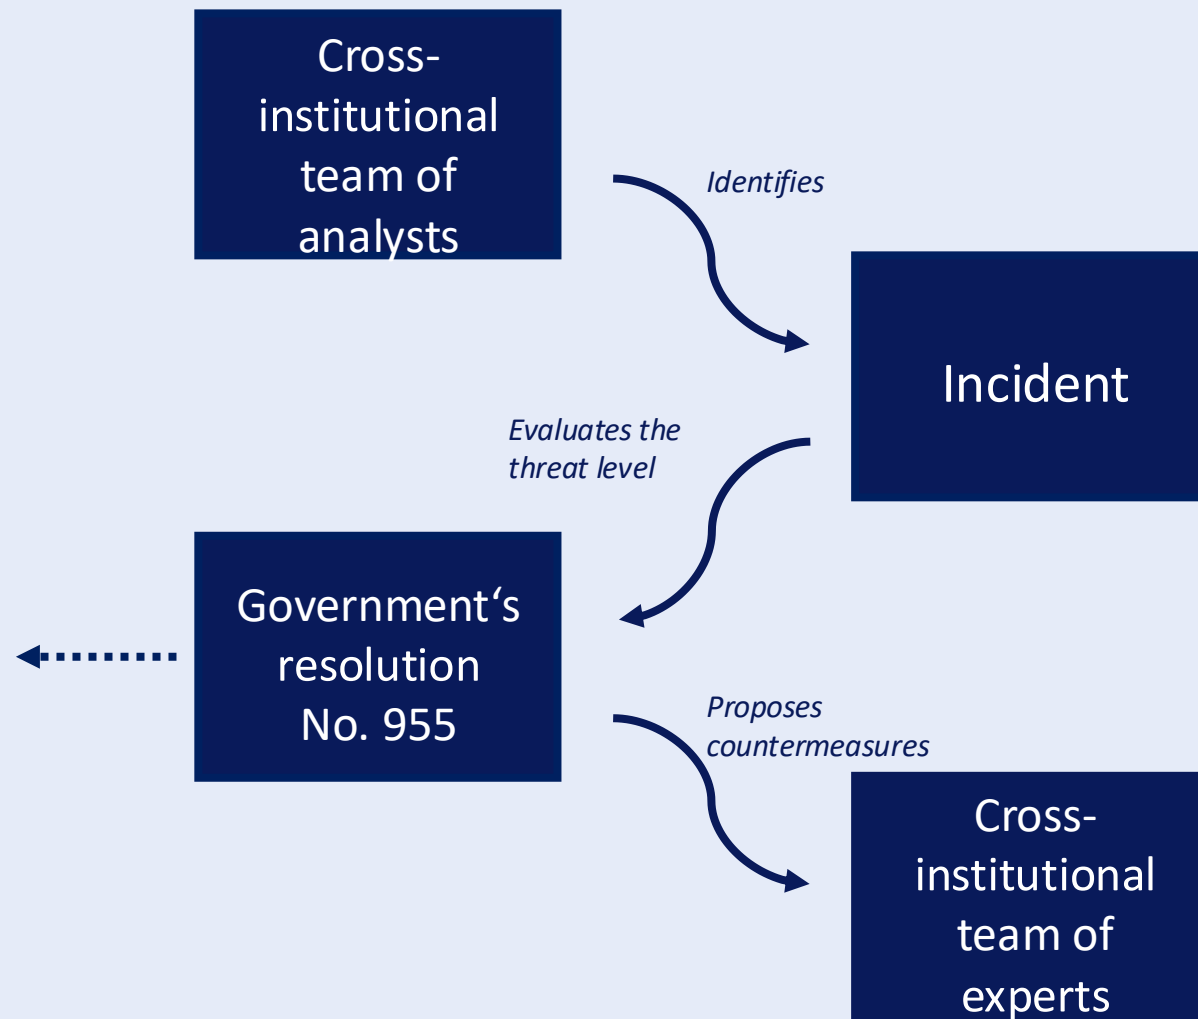 Cross-
institutional
team of
analysts
Identifies
Incident
Evaluates the
threat level
Government‘s
resolution
No. 955
Proposes
countermeasures
Cross-
institutional
team of
experts